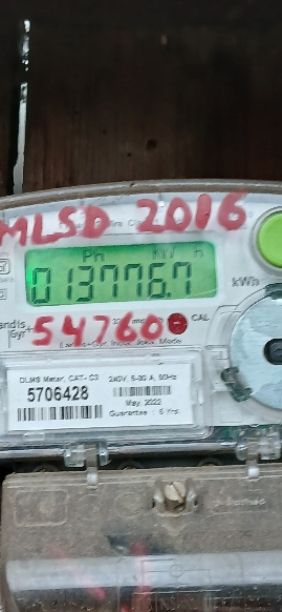 MLSD 2016
Ph KW h
013776.7
kWh
CAL
547600
DLMS Meter, CAT- C3
240V, 5-30 A, 50Hz
5706428
May, 2022
Guarantee : 5 Yrs.